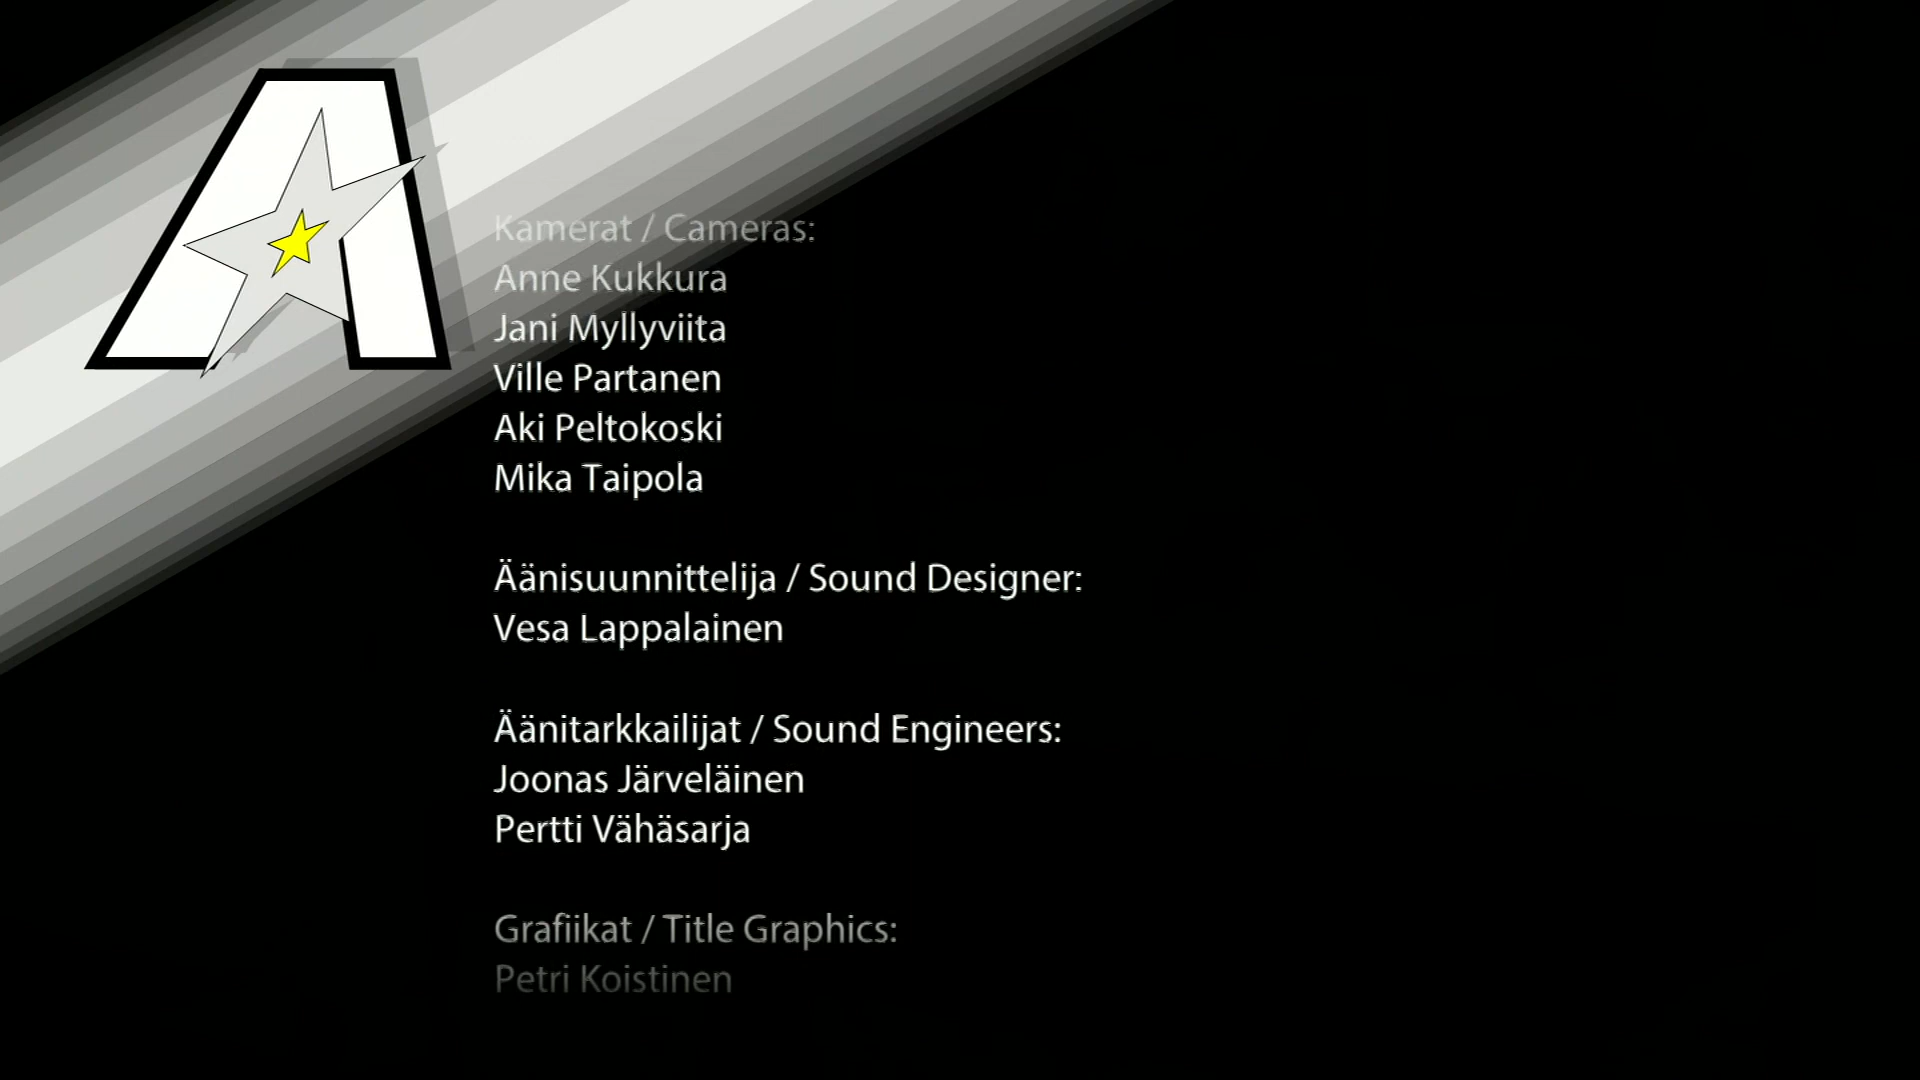 A
Kamerat / Cameras:
Anne Kukkura
Jani Myllyviita
Ville Partanen
Aki Peltokoski
Mika Taipola
Äänisuunnittelija / Sound Designer:
Vesa Lappalainen
Äänitarkkailijat / Sound Engineers:
Joonas Järveläinen
Pertti Vähäsarja
Grafiikat / Title Graphics:
Petri Koistinen